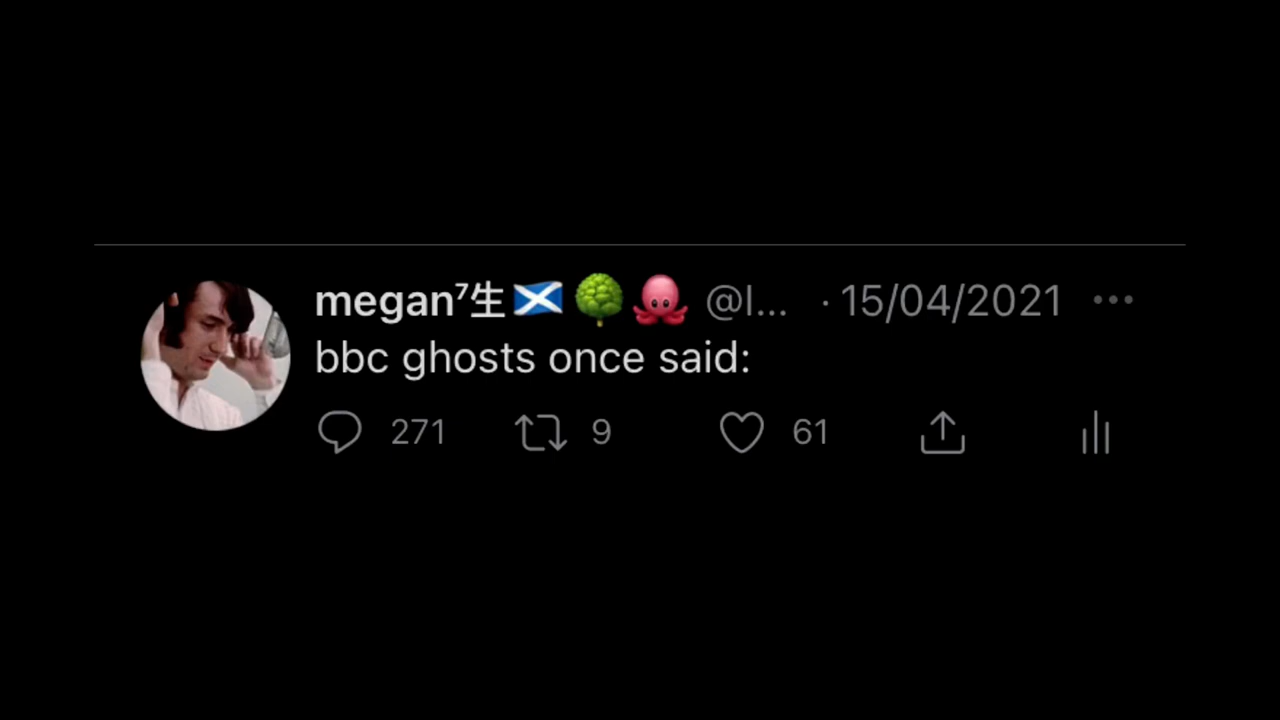 megan⁷生🏴󠁧󠁢󠁳󠁣󠁴󠁿🌳🐙 @l... · 15/04/2021
bbc ghosts once said:
271 9 61